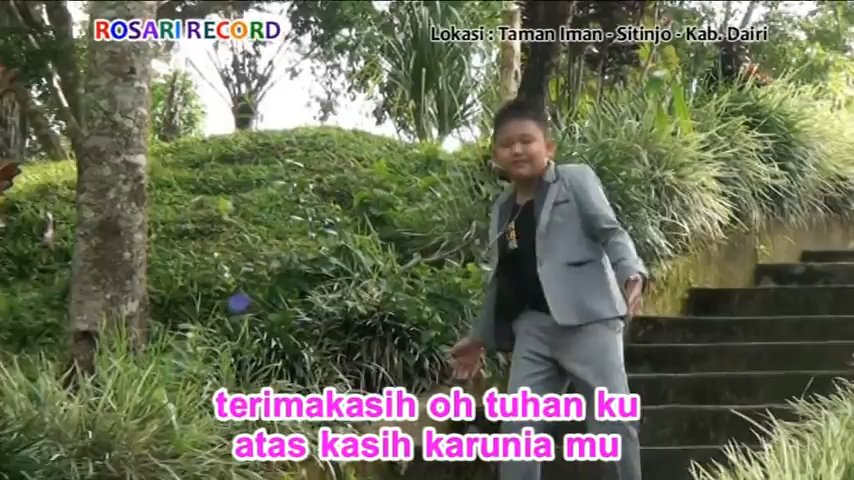 ROSARI RECORD
Lokasi : Taman Iman - Sitinjo - Kab. Dairi
terimakasih oh tuhan ku
atas kasih karunia mu